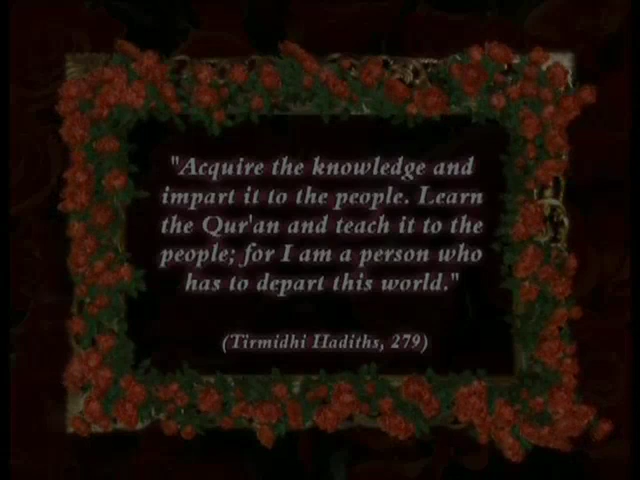 "Acquire the knowledge and
impart it to the people. Learn
the Qur'an and teach it to the
people; for I am a person who
has to depart this world."
(Tirmidhi Hadiths, 279)